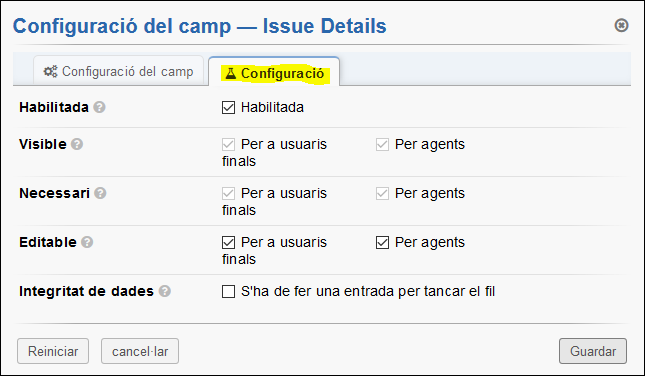 Configuració del camp — Issue Details
Configuració del camp Configuració
Habilitada Habilitada
Visible Per a usuaris finals Per agents
Necessari Per a usuaris finals Per agents
Editable Per a usuaris finals Per agents
Integritat de dades S'ha de fer una entrada per tancar el fil
Reiniciar cancel·lar Guardar